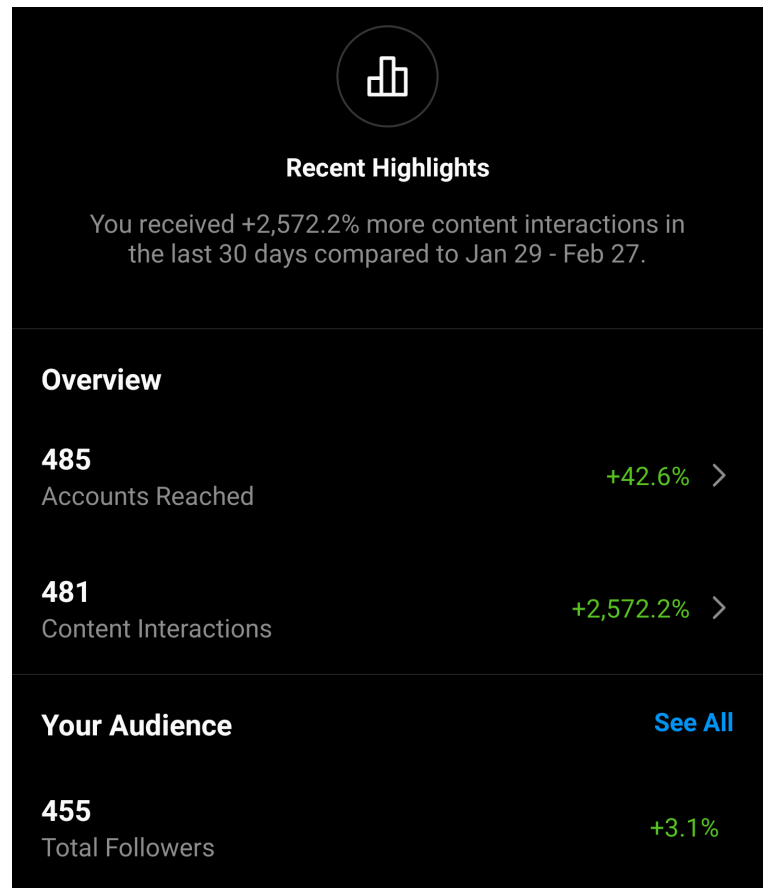 Recent Highlights
You received +2,572.2% more content interactions in
the last 30 days compared to Jan 29 - Feb 27.
Overview
485
Accounts Reached
+42.6%
481
Content Interactions
+2,572.2%
Your Audience
See All
455
Total Followers
+3.1%